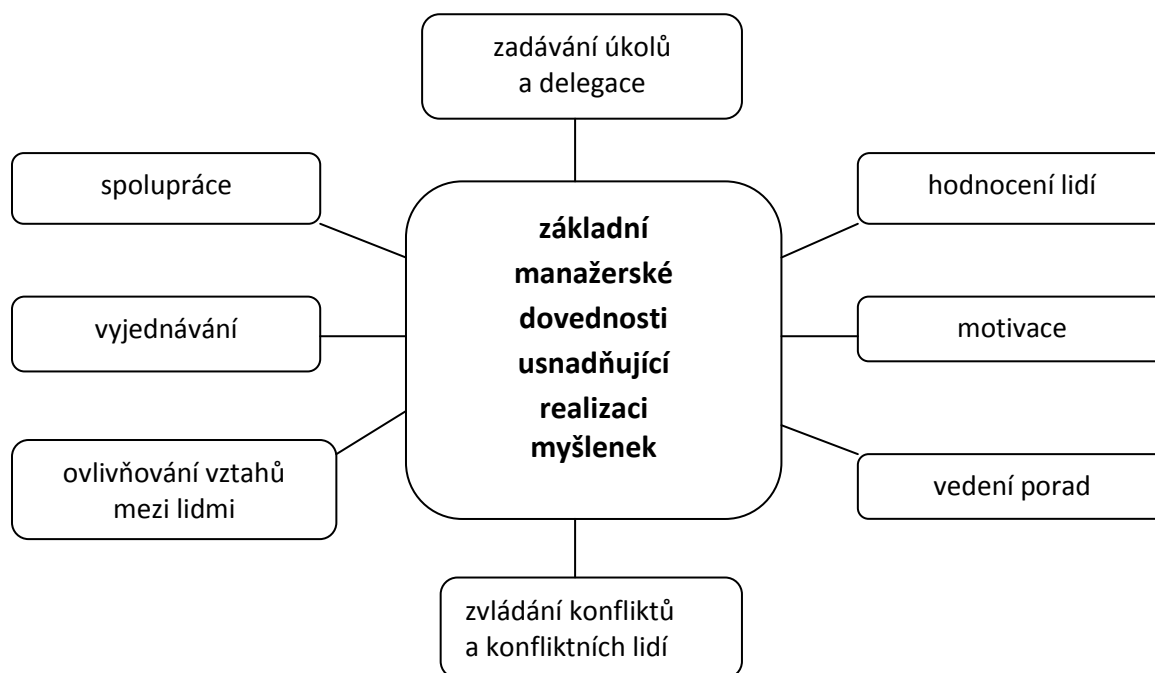 zadávání úkolů
a delegace
spolupráce
hodnocení lidí
základní
manažerské
dovednosti
usnadňující
realizaci
myšlenek
vyjednávání
motivace
ovlivňování vztahů
mezi lidmi
vedení porad
zvládání konfliktů
a konfliktních lidí